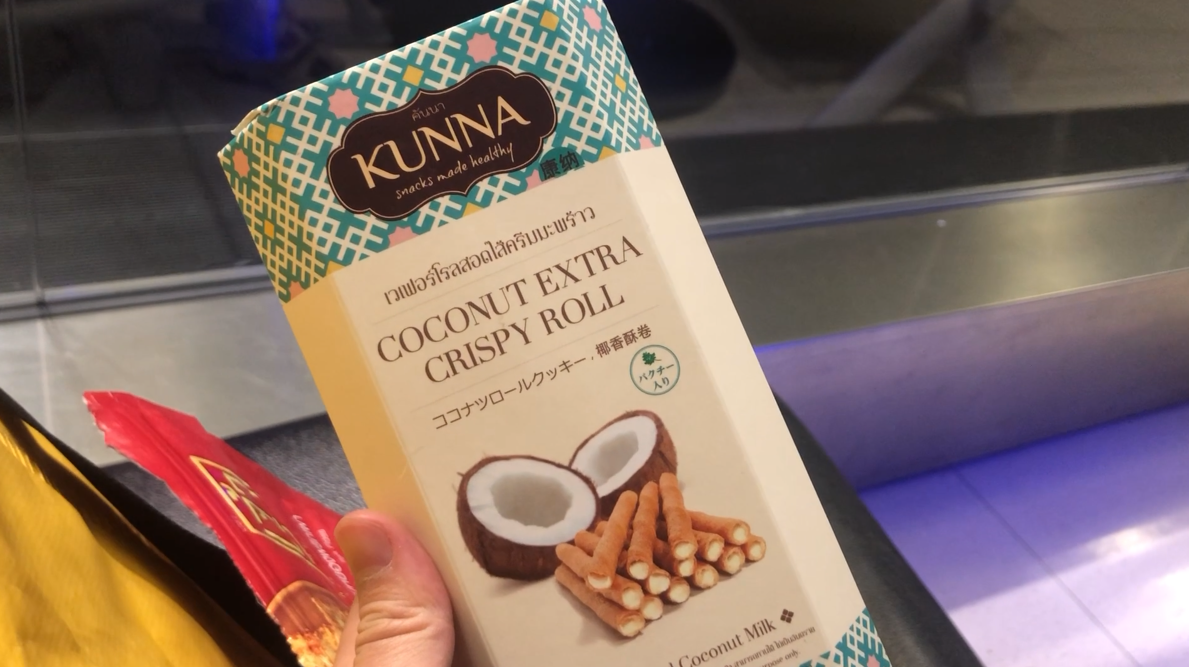 คันนา
KUNNA
snacks made healthy
康纳
เวเฟอร์โรลสอดไส้ครีมมะพร้าว
COCONUT EXTRA
CRISPY ROLL
ココナツロールクッキー , 椰香酥卷
パクチー
入り
Coconut Milk
only.